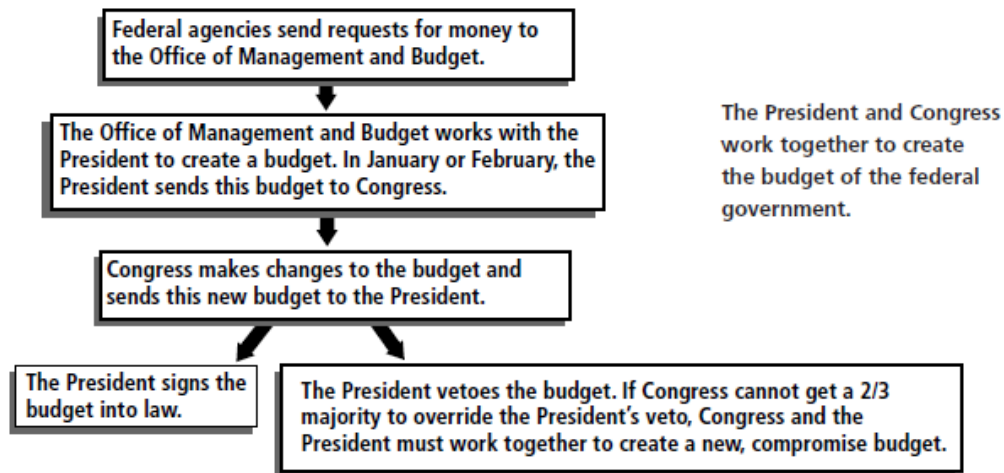 Federal agencies send requests for money to
the Office of Management and Budget.
The Office of Management and Budget works with the
President to create a budget. In January or February, the
President sends this budget to Congress.
The President and Congress
work together to create
the budget of the federal
government.
Congress makes changes to the budget and
sends this new budget to the President.
The President signs the
budget into law.
The President vetoes the budget. If Congress cannot get a 2/3
majority to override the President's veto, Congress and the
President must work together to create a new, compromise budget.